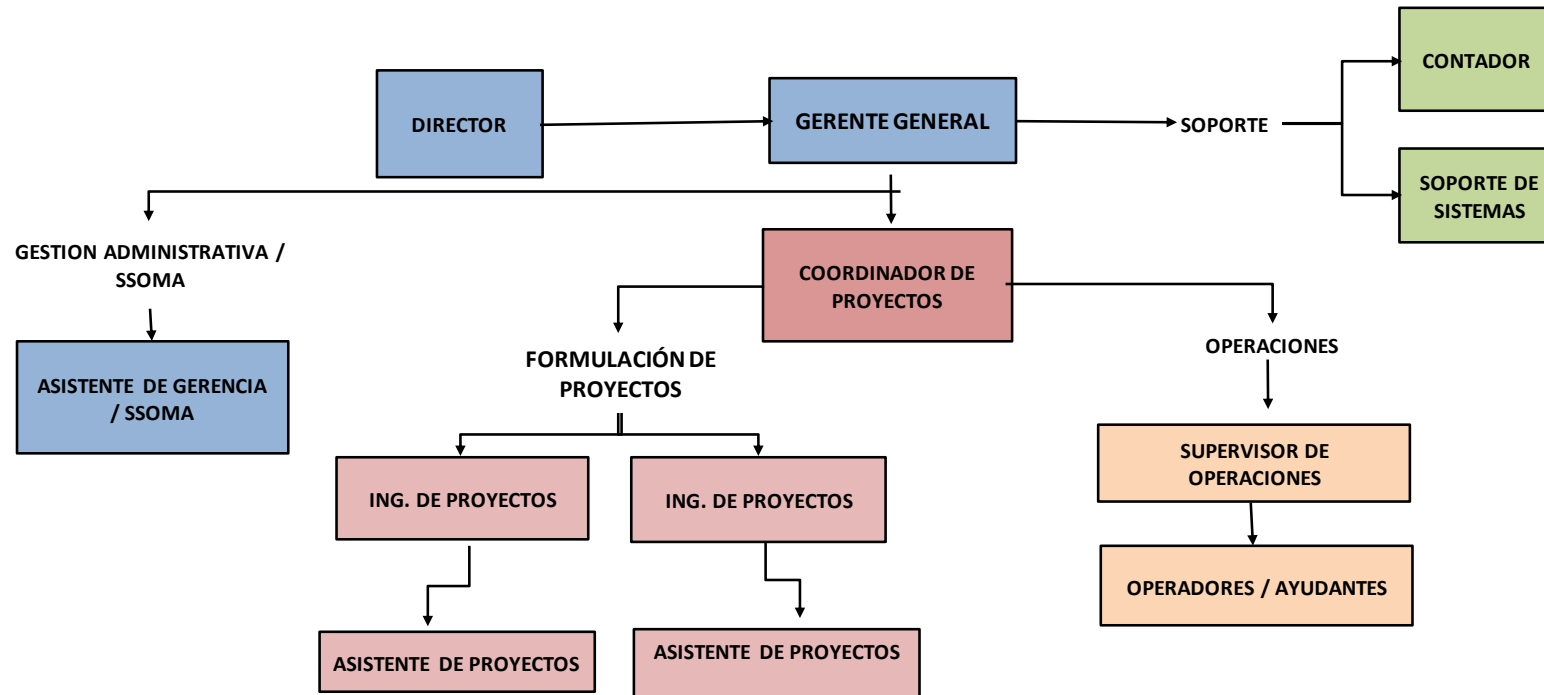 CONTADOR
DIRECTOR
GERENTE GENERAL
SOPORTE
SOPORTE DE
SISTEMAS
GESTION ADMINISTRATIVA /
SSOMA
COORDINADOR DE
PROYECTOS
FORMULACIÓN DE
PROYECTOS
OPERACIONES
ASISTENTE DE GERENCIA
/ SSOMA
SUPERVISOR DE
OPERACIONES
ING. DE PROYECTOS
ING. DE PROYECTOS
OPERADORES / AYUDANTES
ASISTENTE DE PROYECTOS
ASISTENTE DE PROYECTOS